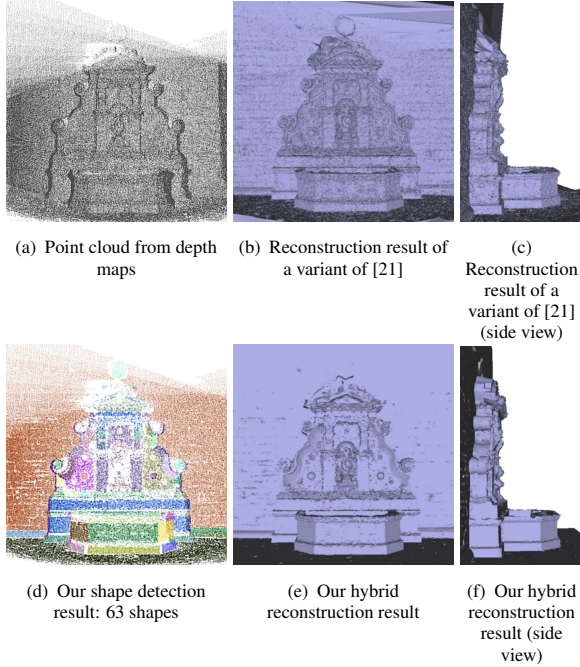 (a) Point cloud from depth
maps
(b) Reconstruction result of
a variant of [21]
(c)
Reconstruction
result of a
variant of [21]
(side view)
(d) Our shape detection
result: 63 shapes
(e) Our hybrid
reconstruction result
(f) Our hybrid
reconstruction
result (side
view)